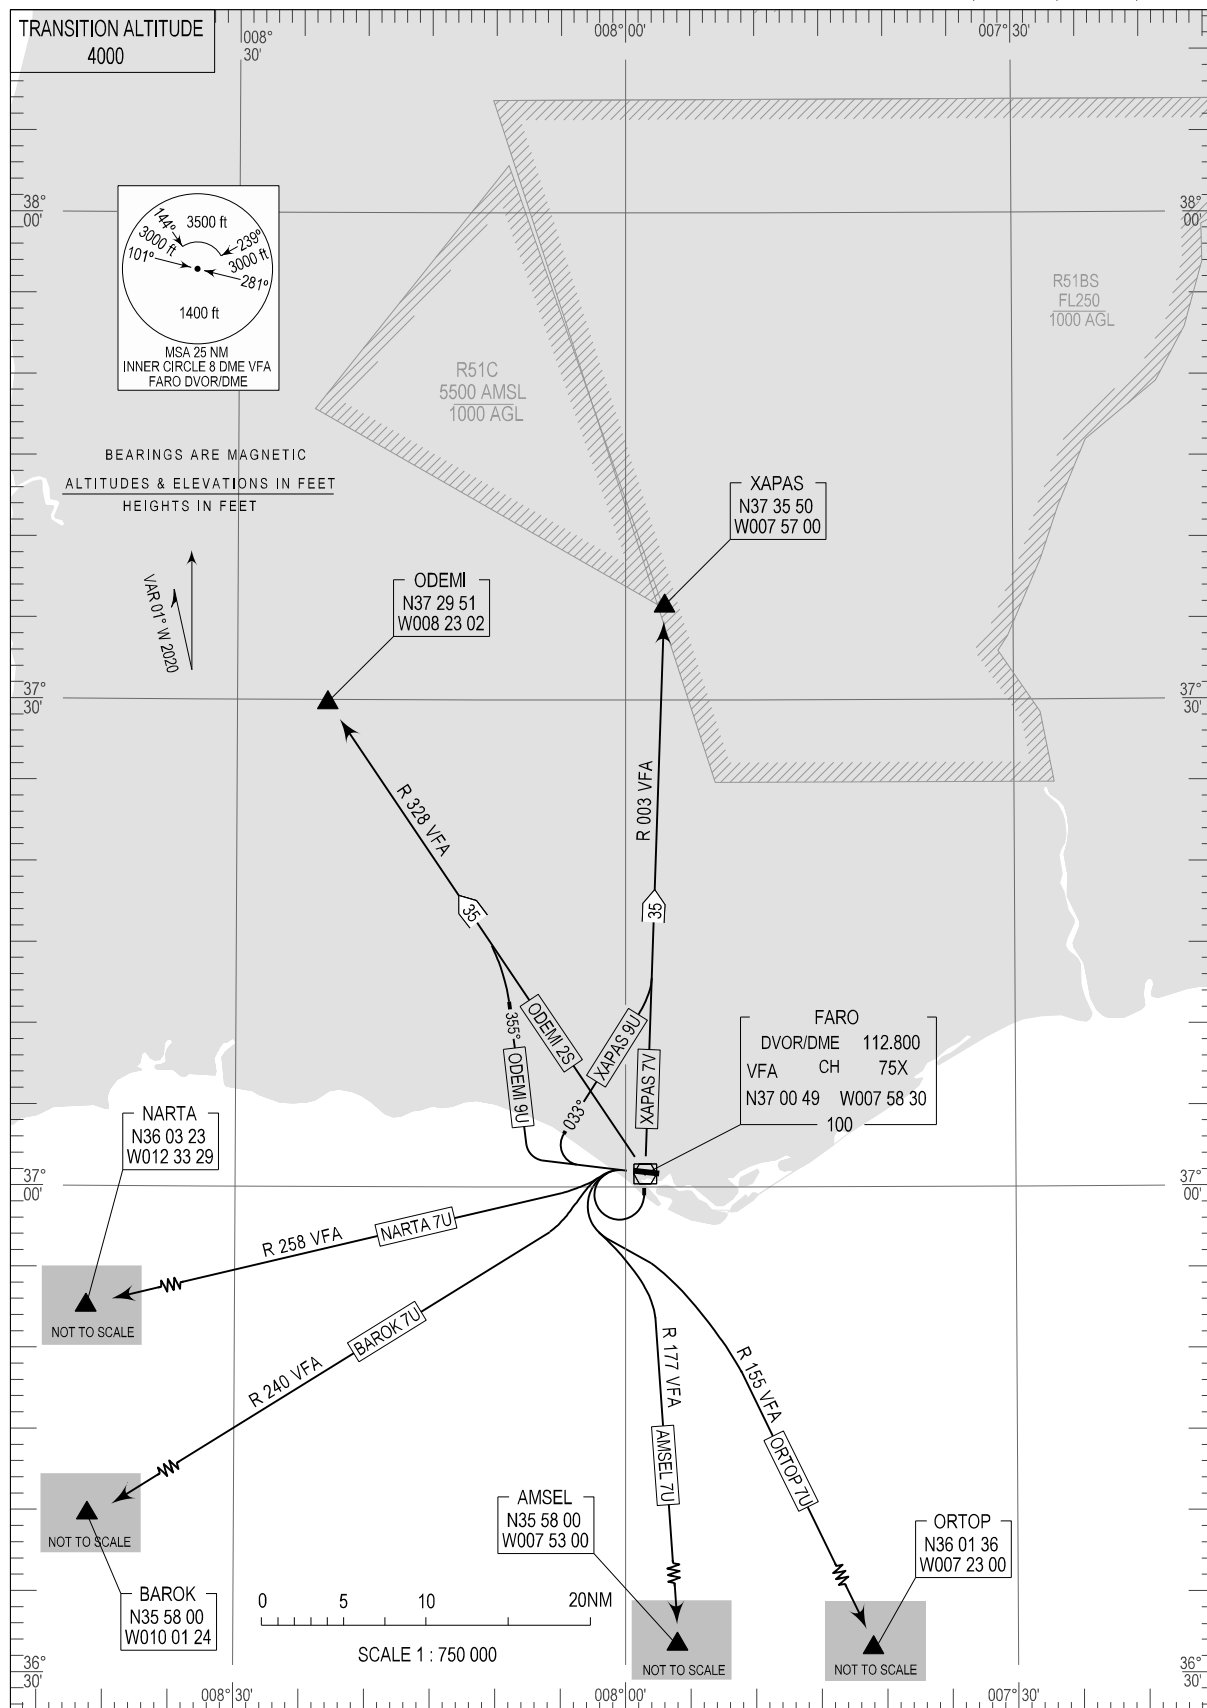 TRANSITION ALTITUDE
4000
008°
30'
008° 00'
007° 30'
38°
00'
38°
00'
144°
3500 ft
3000 ft
239°
3000 ft
101°
281°
1400 ft
MSA 25 NM
INNER CIRCLE 8 DME VFA
FARO DVOR/DME
R51BS
FL250
1000 AGL
R51C
5500 AMSL
1000 AGL
BEARINGS ARE MAGNETIC
ALTITUDES & ELEVATIONS IN FEET
HEIGHTS IN FEET
XAPAS
N37 35 50
W007 57 00
VAR 01° W 2020
ODEMI
N37 29 51
W008 23 02
37°
30'
37°
30'
R 328 VFA
R 003 VFA
35
35
355°
ODEMI 9U
ODEMI 2S
XAPAS 9U
033°
XAPAS 7V
FARO
DVOR/DME 112.800
VFA CH 75X
N37 00 49 W007 58 30
100
NARTA
N36 03 23
W012 33 29
37°
00'
37°
00'
R 258 VFA
NARTA 7U
NOT TO SCALE
R 240 VFA
BAROK 7U
R 177 VFA
AMSEL 7U
R 155 VFA
ORTOP 7U
NOT TO SCALE
BAROK
N35 58 00
W010 01 24
AMSEL
N35 58 00
W007 53 00
ORTOP
N36 01 36
W007 23 00
0 5 10 20NM
SCALE 1 : 750 000
NOT TO SCALE
NOT TO SCALE
36°
30'
36°
30'
008° 30'
008° 00'
007° 30'